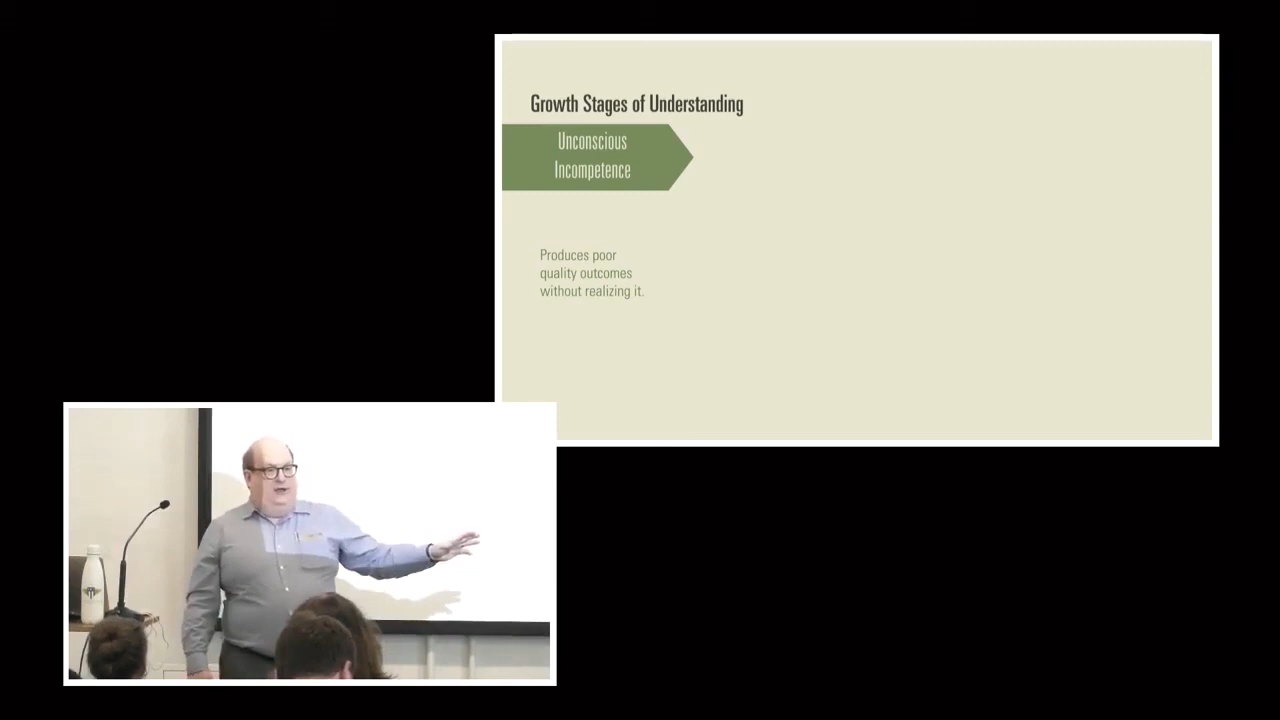 Growth Stages of Understanding
Unconscious
Incompetence
Produces poor
quality outcomes
without realizing it.